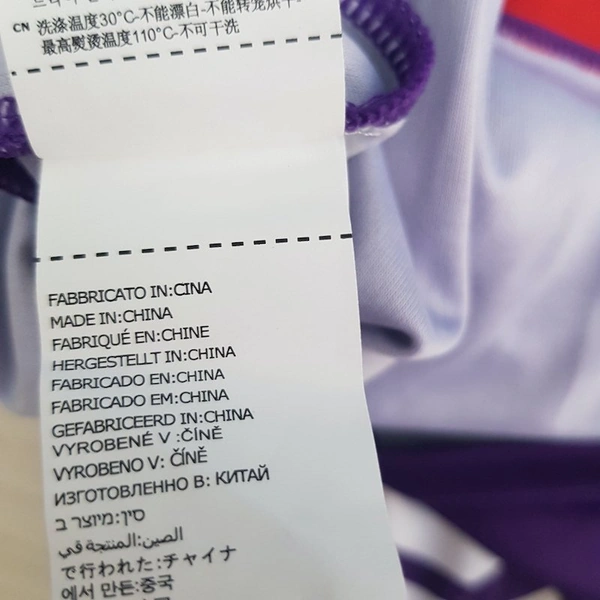 CN 洗涤温度30°C-不能漂白-不能转笼烘干-
最高熨烫温度110°C-不可干洗
FABBRICATO IN:CINA
MADE IN:CHINA
FABRIQUÉ EN:CHINE
HERGESTELLT IN:CHINA
FABRICADO EN:CHINA
FABRICADO EM:CHINA
GEFABRICEERD IN:CHINA
VYROBENÉ V :ČÍNĚ
VYROBENO V: ČÍNĚ
ИЗГОТОВЛЕННО В: КИТАЙ
סין:מיוצר ב
الصين:المنتجة في
で行われた:チャイナ
에서 만든:중국